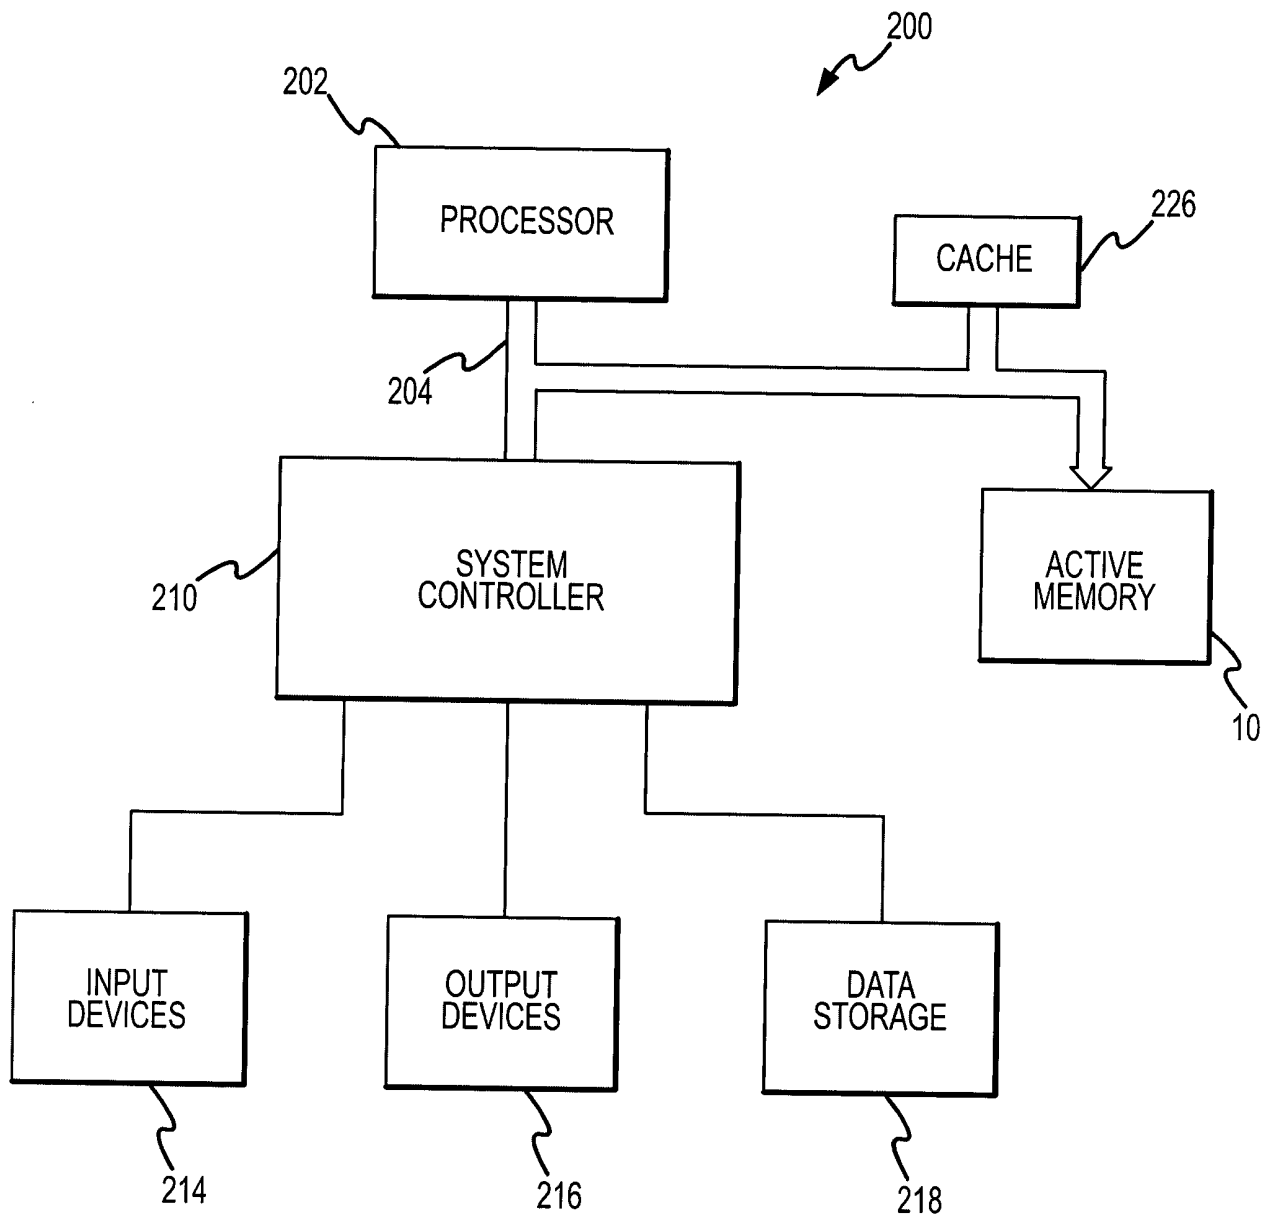 200
202
PROCESSOR
226
CACHE
204
SYSTEM
CONTROLLER
210
ACTIVE
MEMORY
10
INPUT
DEVICES
OUTPUT
DEVICES
DATA
STORAGE
214
216
218